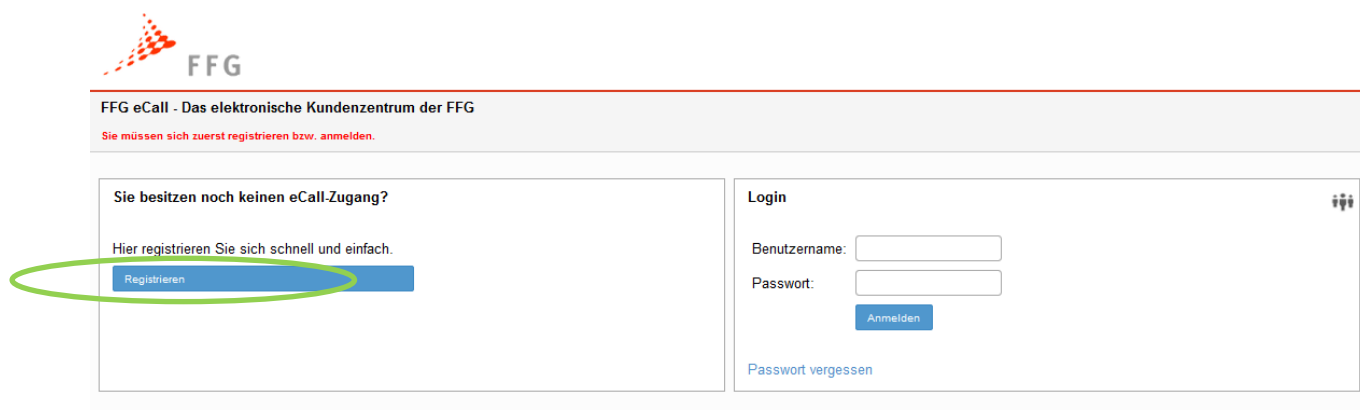 FFG
FFG eCall - Das elektronische Kundenzentrum der FFG
Sie müssen sich zuerst registrieren bzw. anmelden.
Sie besitzen noch keinen eCall-Zugang?
Hier registrieren Sie sich schnell und einfach.
Registrieren
Login
Benutzername:
Passwort:
Anmelden
Passwort vergessen